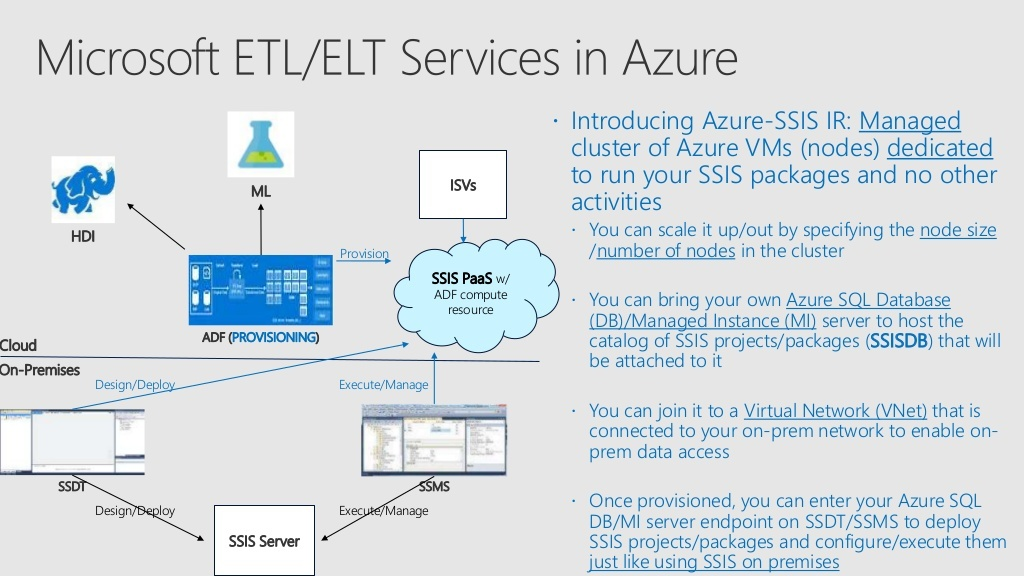 Microsoft ETL/ELT Services in Azure
ML
HDI
ISVs
Provision
SSIS PaaS w/
ADF compute
resource
ADF (PROVISIONING)
Cloud
On-Premises
Design/Deploy
Execute/Manage
SSDT
SSMS
Design/Deploy
Execute/Manage
SSIS Server
· Introducing Azure-SSIS IR: Managed
cluster of Azure VMs (nodes) dedicated
to run your SSIS packages and no other
activities
· You can scale it up/out by specifying the node size
/number of nodes in the cluster
· You can bring your own Azure SQL Database
(DB)/Managed Instance (MI) server to host the
catalog of SSIS projects/packages (SSISDB) that will
be attached to it
· You can join it to a Virtual Network (VNet) that is
connected to your on-prem network to enable on-
prem data access
· Once provisioned, you can enter your Azure SQL
DB/MI server endpoint on SSDT/SSMS to deploy
SSIS projects/packages and configure/execute them
just like using SSIS on premises